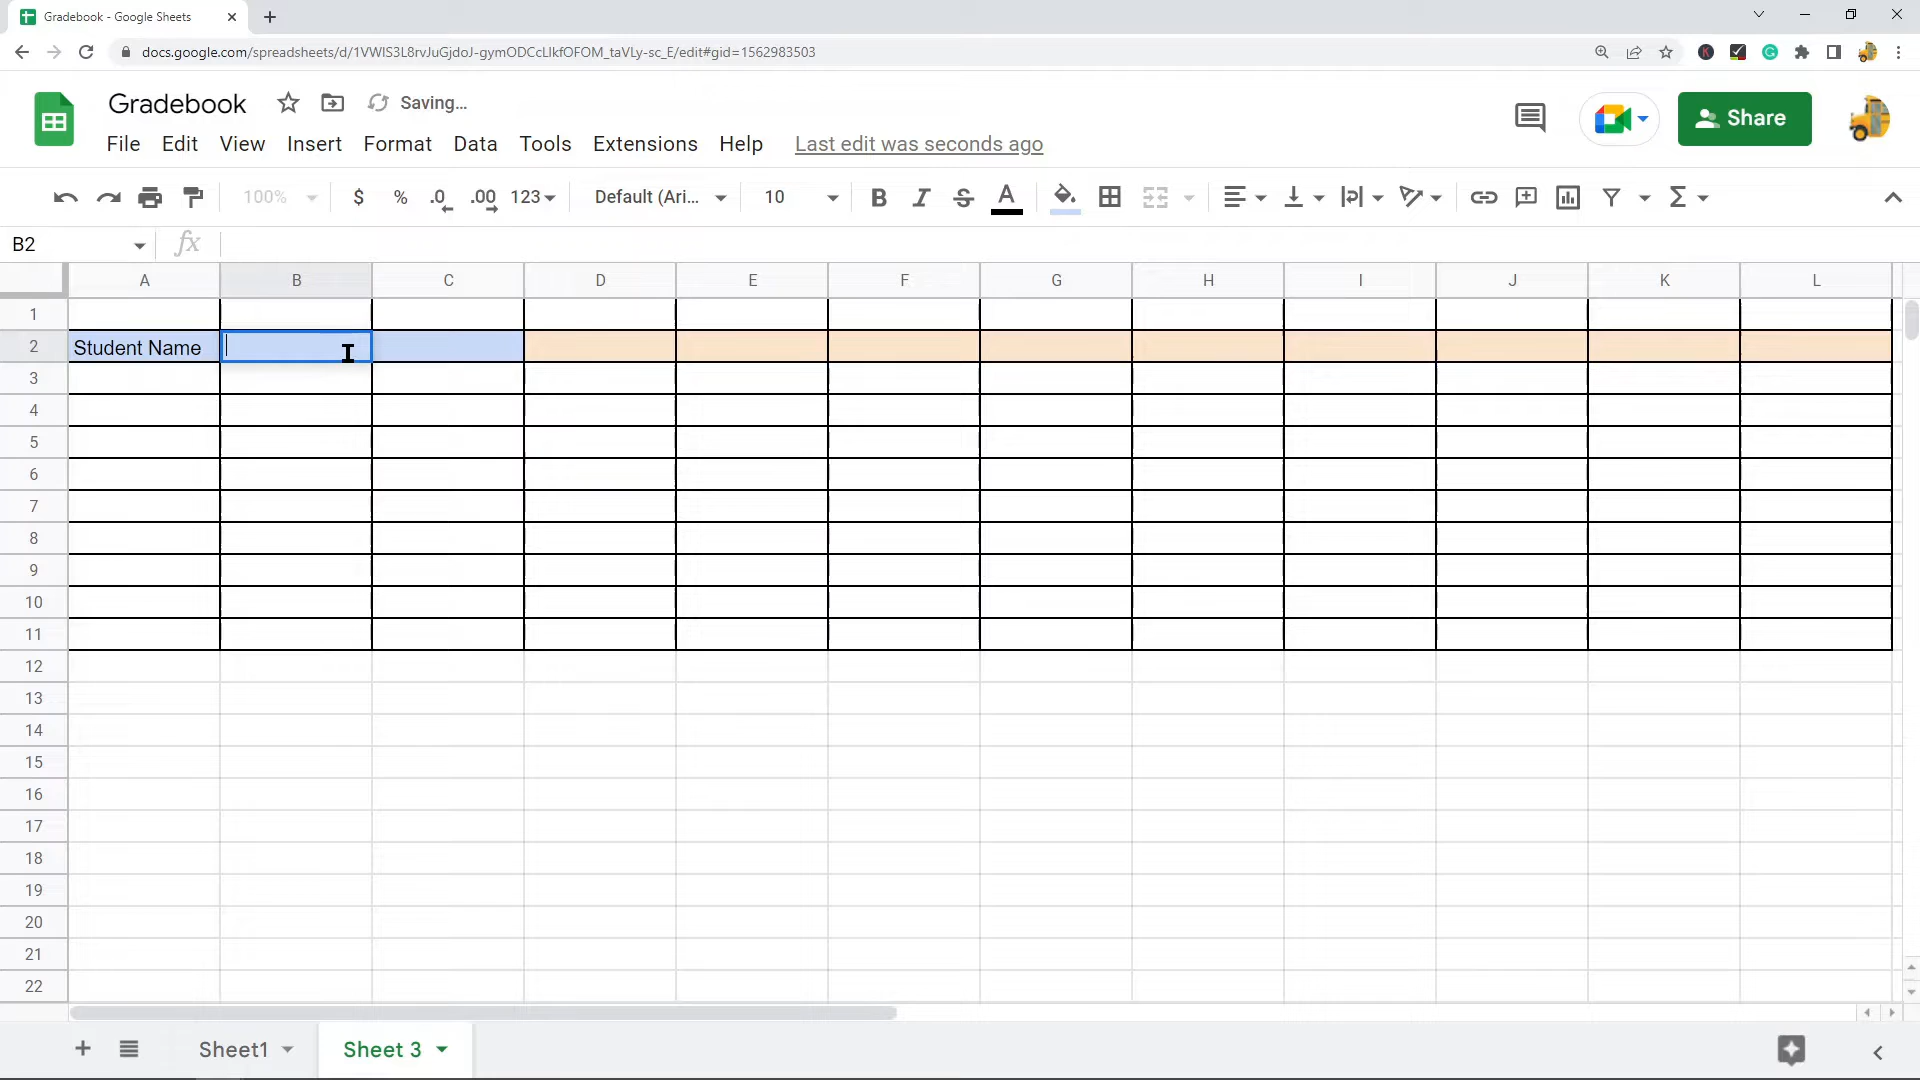 Gradebook - Google Sheets
docs.google.com/spreadsheets/d/1VWIS3L8rvJuGjdoJ-gymODCcLIkfOFOM_taVLy-sc_E/edit#gid=1562983503
Gradebook Saving...
File Edit View Insert Format Data Tools Extensions Help Last edit was seconds ago
Share
100% $ % .0 .00 123 Default (Ari... 10 B I S A Σ
B2 fx
A B C D E F G H I J K L
1
2 Student Name
3
4
5
6
7
8
9
10
11
12
13
14
15
16
17
18
19
20
21
22
Sheet1 Sheet 3